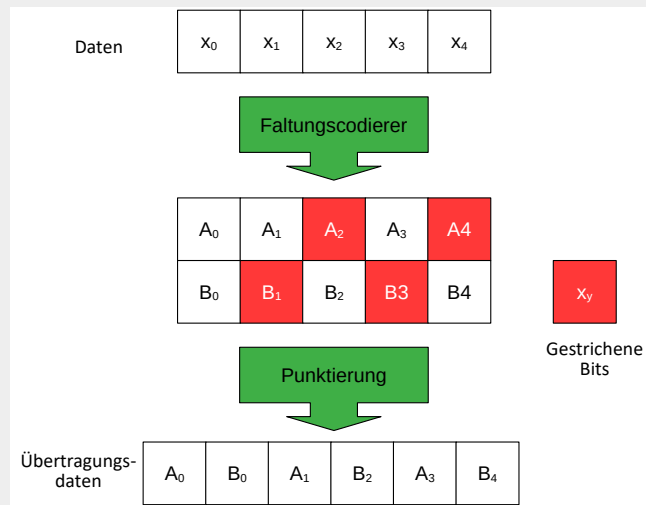 Daten x₀ x₁ x₂ x₃ x₄
Faltungscodierer
A₀ A₁ A₂ A₃ A4
B₀ B₁ B₂ B3 B4 xᵧ
Gestrichene
Bits
Punktierung
Übertragungs-
daten A₀ B₀ A₁ B₂ A₃ B₄